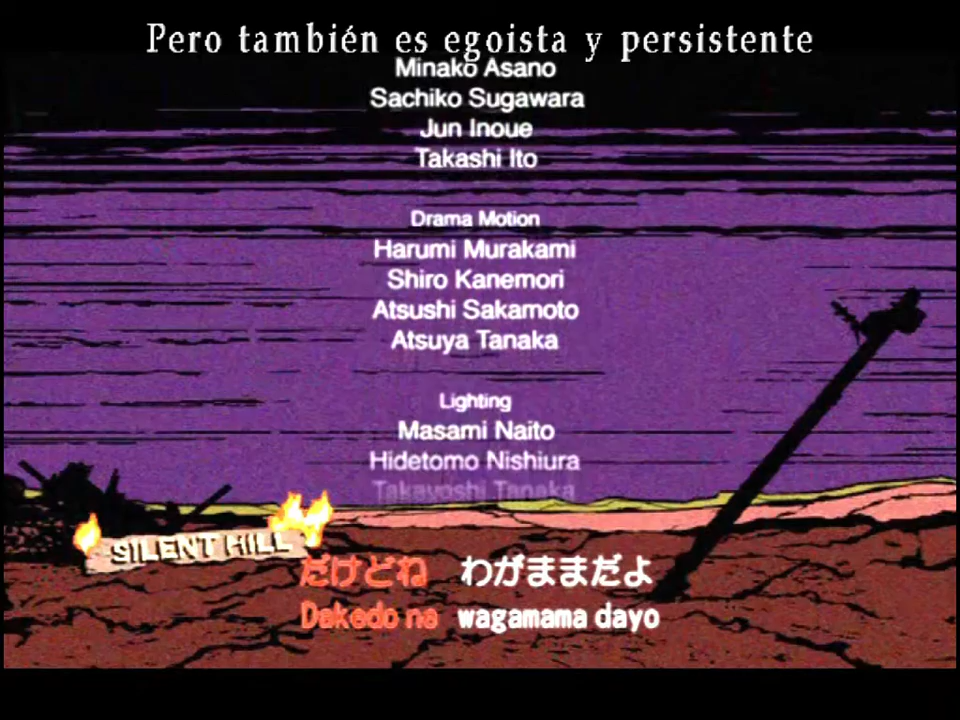 Pero también es egoista y persistente
Minako Asano
Sachiko Sugawara
Jun Inoue
Takashi Ito
Drama Motion
Harumi Murakami
Shiro Kanemori
Atsushi Sakamoto
Atsuya Tanaka
Lighting
Masami Naito
Hidetomo Nishiura
Takayoshi Tanaka
SILENT HILL
だけどね わがままだよ
Dakedo ne wagamama dayo